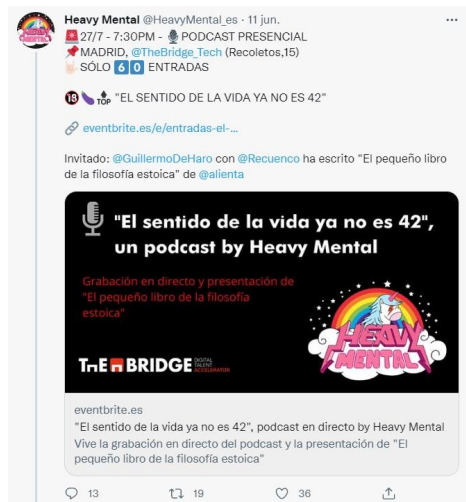 Heavy Mental @HeavyMental_es · 11 jun.
🚨27/7 - 7:30PM - 🎙️PODCAST PRESENCIAL
📌MADRID, @TheBridge_Tech (Recoletos,15)
🤘🏻SÓLO 6️⃣0️⃣ ENTRADAS
🔞🍆🔝 "EL SENTIDO DE LA VIDA YA NO ES 42"
🔗 eventbrite.es/e/entradas-el-...
Invitado: @GuillermoDeHaro con @Recuenco ha escrito "El pequeño libro
de la filosofía estoica" de @alienta
"El sentido de la vida ya no es 42",
un podcast by Heavy Mental
Grabación en directo y presentación de
"El pequeño libro de la filosofía
estoica"
HEAVY
MENTAL
THE BRIDGE DIGITAL
TALENT
ACCELERATOR
eventbrite.es
"El sentido de la vida ya no es 42", podcast en directo by Heavy Mental
Vive la grabación en directo del podcast y la presentación de "El
pequeño libro de la filosofía estoica"
13 19 36